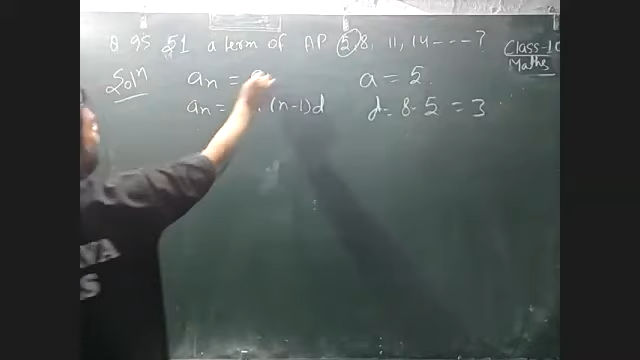 Q 95 51 a term of AP 5, 8, 11, 14 --- ?
Class-10
Maths
Solⁿ aₙ = a = 5.
aₙ = (n-1)d d = 8 - 5 = 3